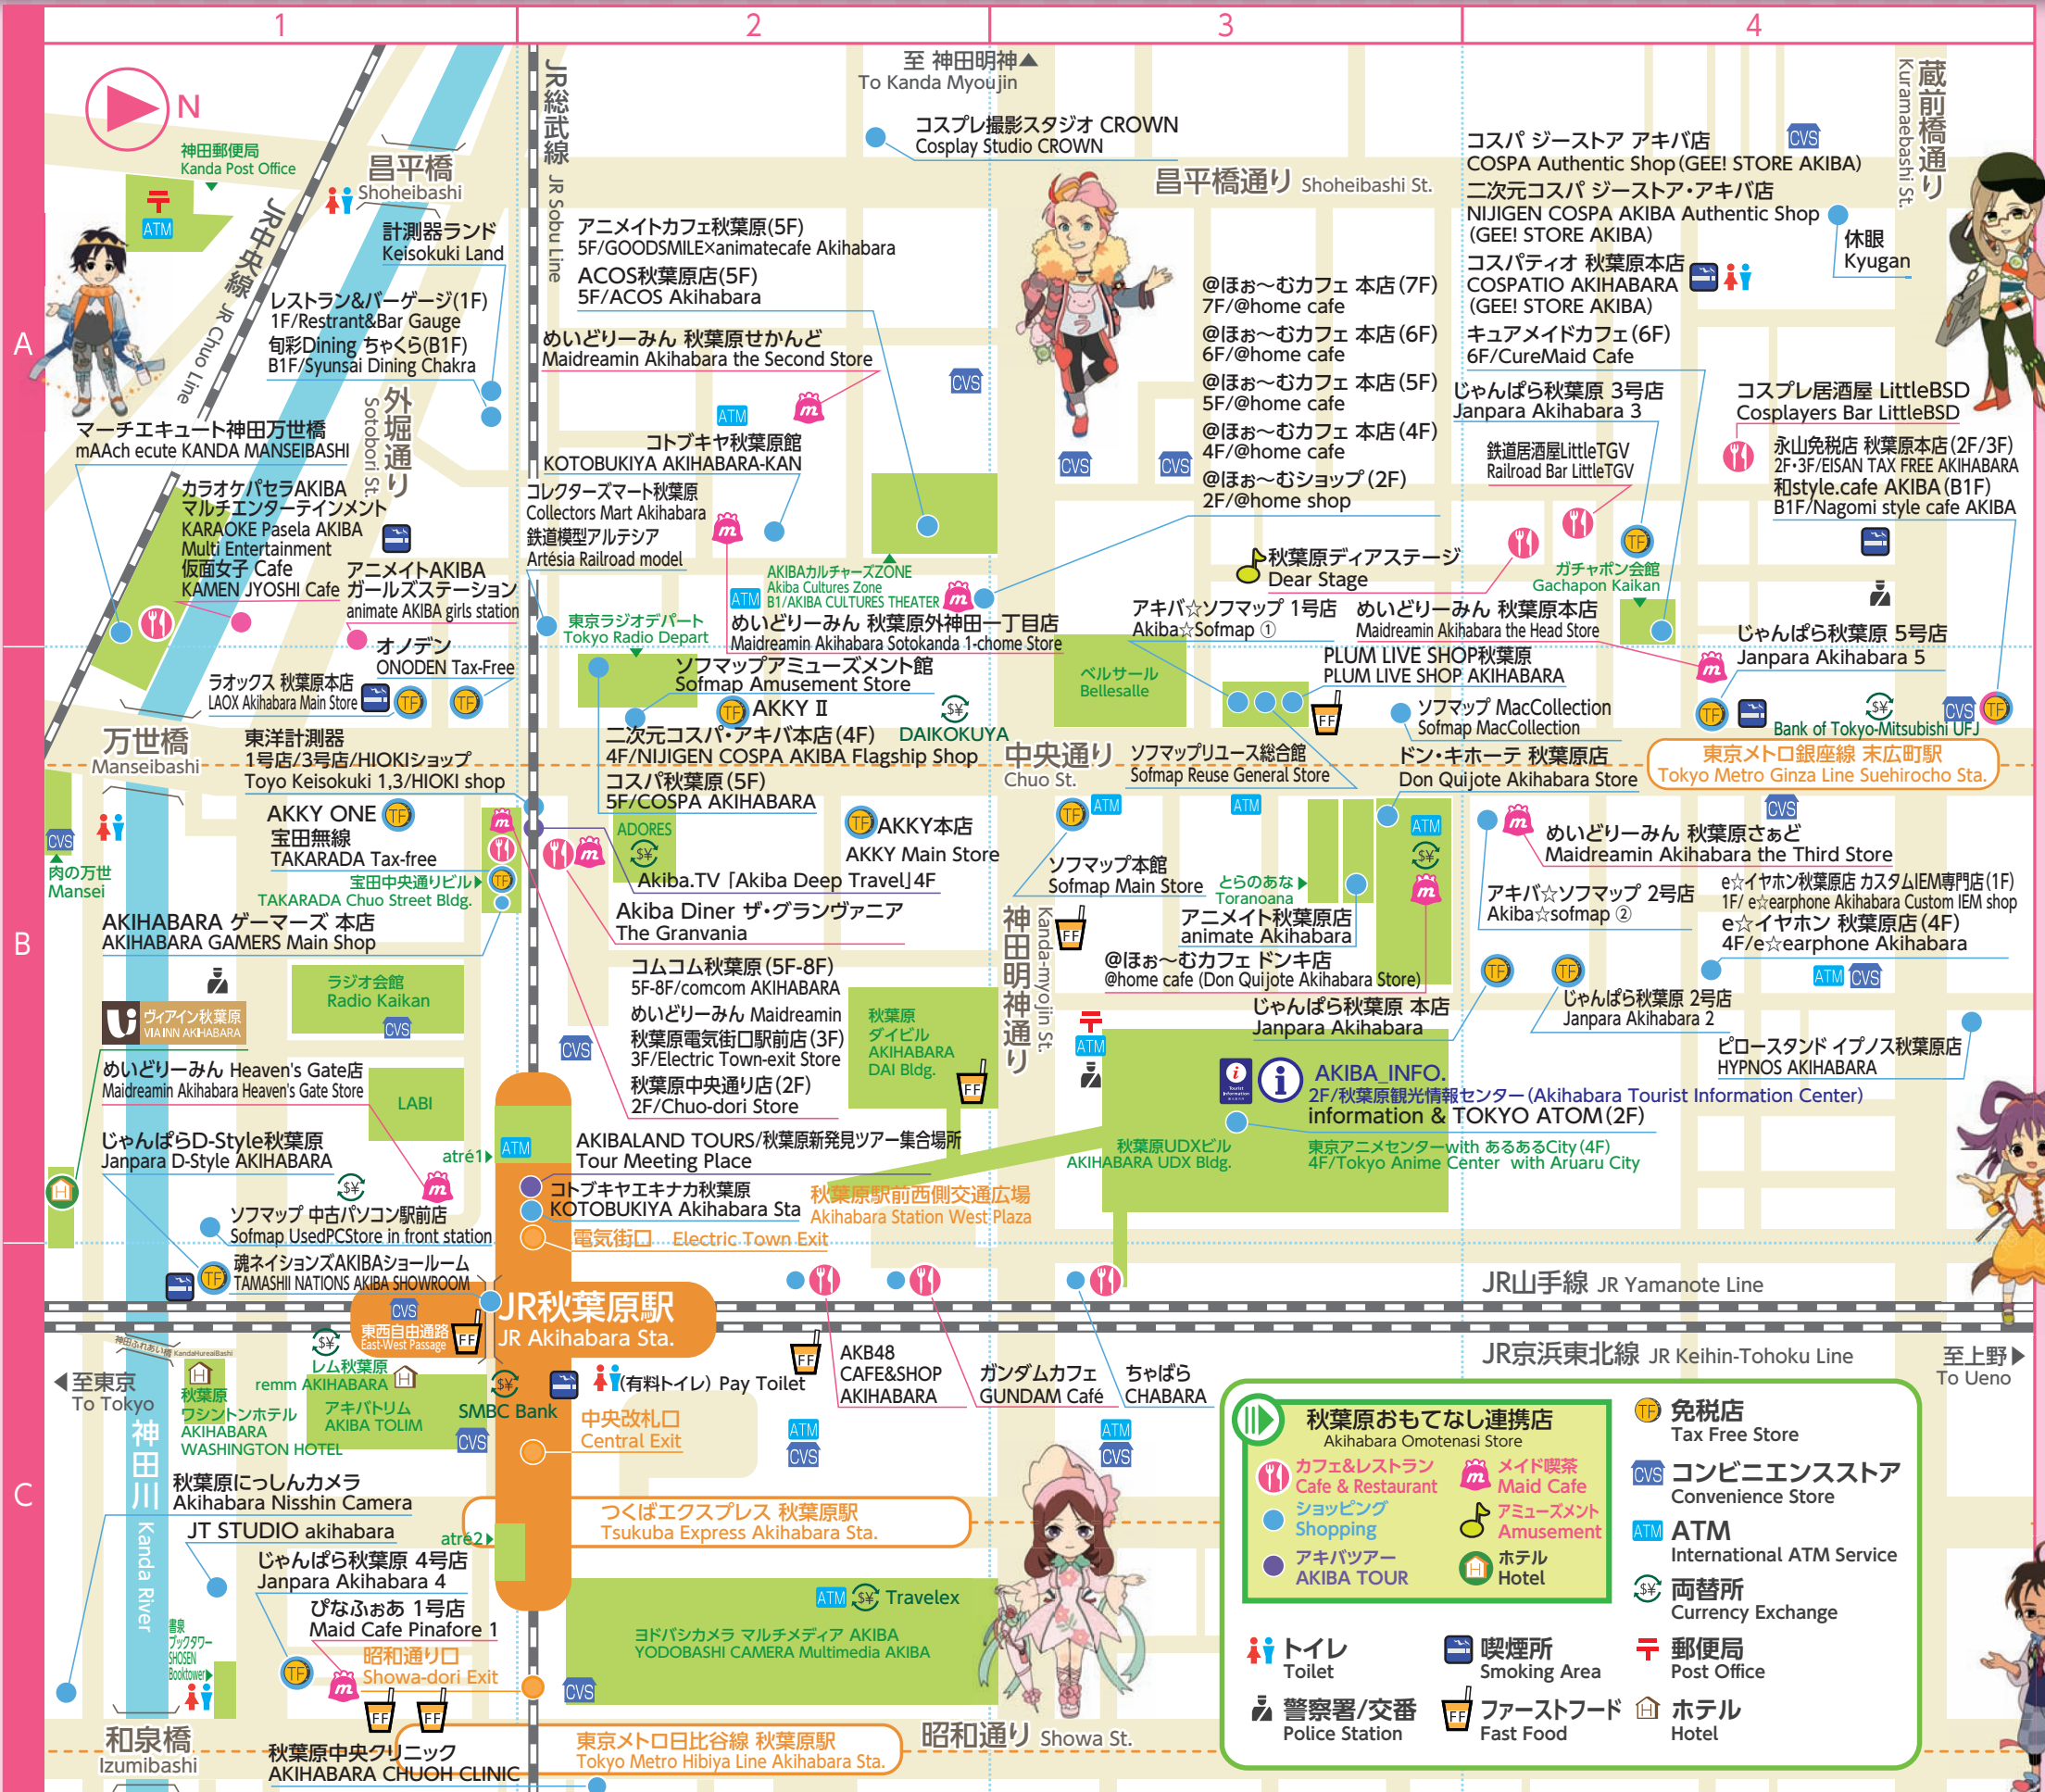 1
2
3
4
A
B
C
N
至 神田明神▲
To Kanda Myoujin
蔵前橋通り
Kuramaebashi St.
JR総武線 JR Sobu Line
JR中央線 JR Chuo Line
神田郵便局
Kanda Post Office
ATM
昌平橋
Shoheibashi
計測器ランド
Keisokuki Land
レストラン&バーゲージ(1F)
1F/Restrant&Bar Gauge
旬彩Dining ちゃくら(B1F)
B1F/Syunsai Dining Chakra
外堀通り
Sotobori St.
マーチエキュート神田万世橋
mAAch ecute KANDA MANSEIBASHI
カラオケパセラAKIBA
マルチエンターテインメント
KARAOKE Pasela AKIBA
Multi Entertainment
仮面女子 Cafe
KAMEN JYOSHI Cafe
アニメイトAKIBA
ガールズステーション
animate AKIBA girls station
オノデン
ONODEN Tax-Free
ラオックス 秋葉原本店
LAOX Akihabara Main Store
TF
TF
コスプレ撮影スタジオ CROWN
Cosplay Studio CROWN
昌平橋通り Shoheibashi St.
アニメイトカフェ秋葉原(5F)
5F/GOODSMILE×animatecafe Akihabara
ACOS秋葉原店(5F)
5F/ACOS Akihabara
めいどりーみん 秋葉原せかんど
Maidreamin Akihabara the Second Store
CVS
ATM
コトブキヤ秋葉原館
KOTOBUKIYA AKIHABARA-KAN
コレクターズマート秋葉原
Collectors Mart Akihabara
鉄道模型アルテシア
Artésia Railroad model
AKIBAカルチャーズZONE
Akiba Cultures Zone
B1/AKIBA CULTURES THEATER
ATM
東京ラジオデパート
Tokyo Radio Depart
めいどりーみん 秋葉原外神田一丁目店
Maidreamin Akihabara Sotokanda 1-chome Store
ソフマップアミューズメント館
Sofmap Amusement Store
TF
AKKY II
DAIKOKUYA
二次元コスパ・アキバ本店(4F)
4F/NIJIGEN COSPA AKIBA Flagship Shop
コスパ秋葉原(5F)
5F/COSPA AKIHABARA
@ほぉ～むカフェ 本店(7F)
7F/@home cafe
@ほぉ～むカフェ 本店(6F)
6F/@home cafe
@ほぉ～むカフェ 本店(5F)
5F/@home cafe
@ほぉ～むカフェ 本店(4F)
4F/@home cafe
@ほぉ～むショップ(2F)
2F/@home shop
CVS
CVS
秋葉原ディアステージ
Dear Stage
アキバ☆ソフマップ 1号店
Akiba☆Sofmap ①
めいどりーみん 秋葉原本店
Maidreamin Akihabara the Head Store
ベルサール
Bellesalle
PLUM LIVE SHOP秋葉原
PLUM LIVE SHOP AKIHABARA
FF
ソフマップ MacCollection
Sofmap MacCollection
ソフマップリユース総合館
Sofmap Reuse General Store
ドン・キホーテ 秋葉原店
Don Quijote Akihabara Store
コスパ ジーストア アキバ店
COSPA Authentic Shop(GEE! STORE AKIBA)
二次元コスパ ジーストア・アキバ店
NIJIGEN COSPA AKIBA Authentic Shop
(GEE! STORE AKIBA)
コスパティオ 秋葉原本店
COSPATIO AKIHABARA
(GEE! STORE AKIBA)
キュアメイドカフェ(6F)
6F/CureMaid Cafe
CVS
休眼
Kyugan
じゃんぱら秋葉原 3号店
Janpara Akihabara 3
鉄道居酒屋LittleTGV
Railroad Bar LittleTGV
コスプレ居酒屋 LittleBSD
Cosplayers Bar LittleBSD
永山免税店 秋葉原本店(2F/3F)
2F・3F/EISAN TAX FREE AKIHABARA
和style.cafe AKIBA(B1F)
B1F/Nagomi style cafe AKIBA
TF
ガチャポン会館
Gachapon Kaikan
じゃんぱら秋葉原 5号店
Janpara Akihabara 5
TF
CVS
TF
Bank of Tokyo-Mitsubishi UFJ
東京メトロ銀座線 末広町駅
Tokyo Metro Ginza Line Suehirocho Sta.
万世橋
Manseibashi
東洋計測器
1号店/3号店/HIOKIショップ
Toyo Keisokuki 1,3/HIOKI shop
中央通り
Chuo St.
CVS
肉の万世
Mansei
AKKY ONE
TF
宝田無線
TAKARADA Tax-free
宝田中央通りビル
TAKARADA Chuo Street Bldg.
TF
AKIHABARA ゲーマーズ 本店
AKIHABARA GAMERS Main Shop
ラジオ会館
Radio Kaikan
CVS
ヴィアイン秋葉原
VIA INN AKIHABARA
めいどりーみん Heaven's Gate店
Maidreamin Akihabara Heaven's Gate Store
LABI
じゃんぱらD-Style秋葉原
Janpara D-Style AKIHABARA
ソフマップ 中古パソコン駅前店
Sofmap UsedPCStore in front station
ADORES
TF
AKKY本店
AKKY Main Store
Akiba.TV「Akiba Deep Travel」4F
Akiba Diner ザ・グランヴァニア
The Granvania
コムコム秋葉原(5F-8F)
5F-8F/comcom AKIHABARA
めいどりーみん Maidreamin
秋葉原電気街口駅前店(3F)
3F/Electric Town-exit Store
秋葉原中央通り店(2F)
2F/Chuo-dori Store
CVS
秋葉原
ダイビル
AKIHABARA
DAI Bldg.
FF
atré1
ATM
AKIBALAND TOURS/秋葉原新発見ツアー集合場所
Tour Meeting Place
コトブキヤエキナカ秋葉原
KOTOBUKIYA Akihabara Sta
秋葉原駅前西側交通広場
Akihabara Station West Plaza
電気街口 Electric Town Exit
TF
ATM
ATM
ソフマップ本館
Sofmap Main Store
とらのあな
Toranoana
アニメイト秋葉原店
animate Akihabara
ATM
FF
神田明神通り
Kanda-myojin St.
@ほぉ～むカフェ ドンキ店
@home cafe (Don Quijote Akihabara Store)
じゃんぱら秋葉原 本店
Janpara Akihabara
CVS
めいどりーみん 秋葉原さぁど
Maidreamin Akihabara the Third Store
アキバ☆ソフマップ 2号店
Akiba☆sofmap ②
e☆イヤホン秋葉原店 カスタムIEM専門店(1F)
1F/ e☆earphone Akihabara Custom IEM shop
e☆イヤホン 秋葉原店(4F)
4F/e☆earphone Akihabara
TF
TF
じゃんぱら秋葉原 2号店
Janpara Akihabara 2
ATM
CVS
ピロースタンド イプノス秋葉原店
HYPNOS AKIHABARA
ATM
AKIBA_INFO.
2F/秋葉原観光情報センター(Akihabara Tourist Information Center)
information & TOKYO ATOM(2F)
秋葉原UDXビル
AKIHABARA UDX Bldg.
東京アニメセンターwith あるあるCity(4F)
4F/Tokyo Anime Center with Aruaru City
TF
魂ネイションズAKIBAショールーム
TAMASHII NATIONS AKIBA SHOWROOM
CVS
東西自由通路
East-West Passage
FF
JR秋葉原駅
JR Akihabara Sta.
JR山手線 JR Yamanote Line
JR京浜東北線 JR Keihin-Tohoku Line
至上野
To Ueno
至東京
To Tokyo
神田ふれあい橋 KandaHureaiBashi
秋葉原
ワシントンホテル
AKIHABARA
WASHINGTON HOTEL
レム秋葉原
remm AKIHABARA
アキバトリム
AKIBA TOLIM
SMBC Bank
CVS
(有料トイレ) Pay Toilet
FF
中央改札口
Central Exit
AKB48
CAFE&SHOP
AKIHABARA
ガンダムカフェ
GUNDAM Café
ちゃばら
CHABARA
ATM
CVS
ATM
CVS
神田川 Kanda River
秋葉原にっしんカメラ
Akihabara Nisshin Camera
JT STUDIO akihabara
じゃんぱら秋葉原 4号店
Janpara Akihabara 4
ぴなふぉあ 1号店
Maid Cafe Pinafore 1
書泉
ブックタワー
SHOSEN
Booktower
TF
昭和通り口
Showa-dori Exit
FF
FF
atré2
つくばエクスプレス 秋葉原駅
Tsukuba Express Akihabara Sta.
ATM
Travelex
ヨドバシカメラ マルチメディア AKIBA
YODOBASHI CAMERA Multimedia AKIBA
CVS
和泉橋
Izumibashi
秋葉原中央クリニック
AKIHABARA CHUOH CLINIC
東京メトロ日比谷線 秋葉原駅
Tokyo Metro Hibiya Line Akihabara Sta.
昭和通り Showa St.
秋葉原おもてなし連携店
Akihabara Omotenasi Store
カフェ&レストラン
Cafe & Restaurant
メイド喫茶
Maid Cafe
ショッピング
Shopping
アミューズメント
Amusement
アキバツアー
AKIBA TOUR
ホテル
Hotel
TF
免税店
Tax Free Store
CVS
コンビニエンスストア
Convenience Store
ATM
ATM
International ATM Service
両替所
Currency Exchange
トイレ
Toilet
喫煙所
Smoking Area
郵便局
Post Office
警察署/交番
Police Station
FF
ファーストフード
Fast Food
ホテル
Hotel